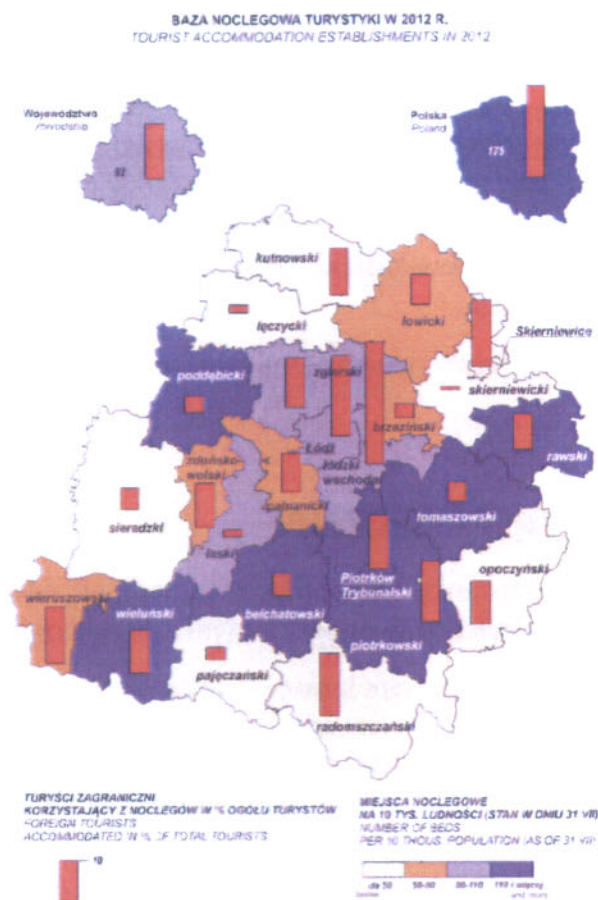 BAZA NOCLEGOWA TURYSTYKI W 2012 R.
TOURIST ACCOMMODATION ESTABLISHMENTS IN 2012
Województwo
Polska
Poland
175
kutnowski
łęczycki
łowicki
Skierniewice
skierniewicki
poddębicki
zgierski
brzeziński
rawski
Łódź
łódzki
wschodni
zduńsko-
wolski
pabianicki
sieradzki
łaski
tomaszowski
opoczyński
Piotrków
Trybunalski
wieruszowski
wieluński
bełchatowski
piotrkowski
pajęczański
radomszczański
TURYŚCI ZAGRANICZNI
KORZYSTAJĄCY Z NOCLEGÓW W % OGÓŁU TURYSTÓW
FOREIGN TOURISTS
ACCOMMODATED IN % OF TOTAL TOURISTS
10
MIEJSCA NOCLEGOWE
NA 10 TYS. LUDNOŚCI (STAN W DNIU 31 VII)
NUMBER OF BEDS
PER 10 THOUS. POPULATION (AS OF 31 VII)
do 50
110 i więcej
and more